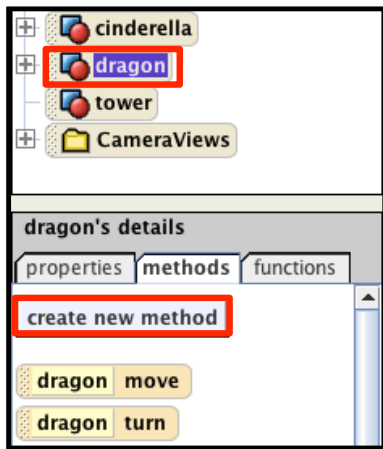 cinderella
dragon
tower
CameraViews
dragon's details
properties methods functions
create new method
dragon move
dragon turn